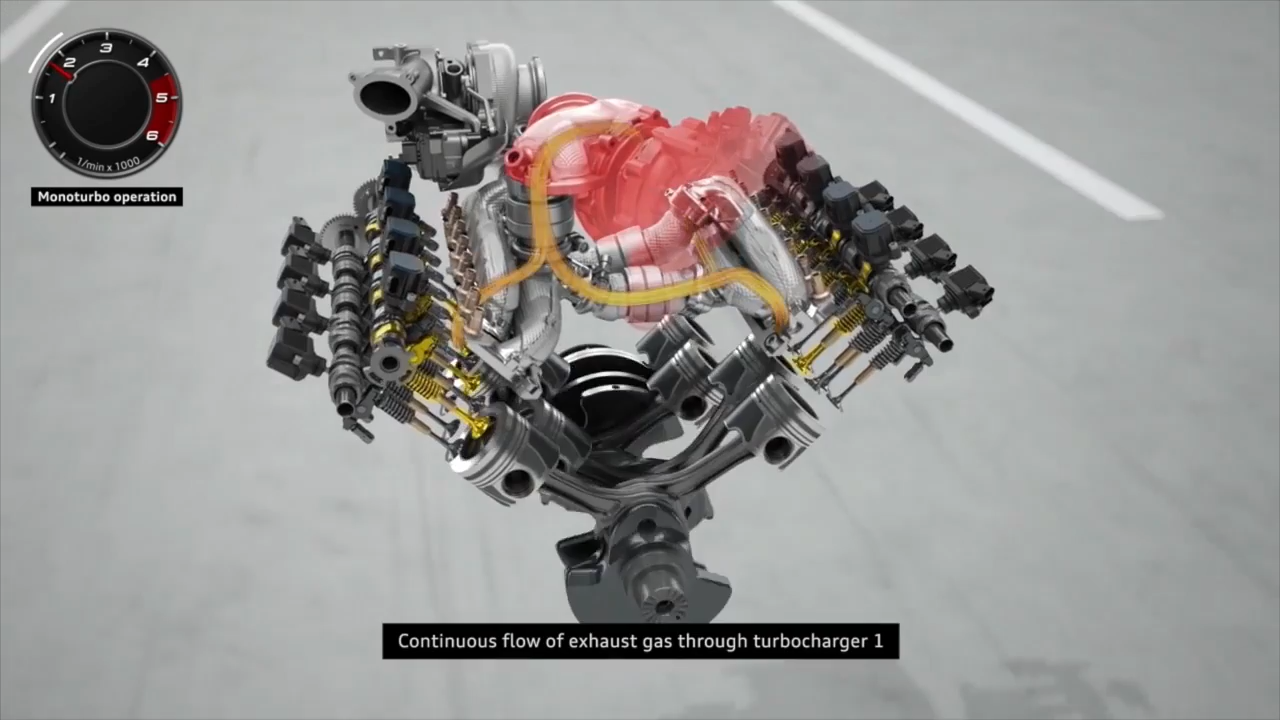 1
2
3
4
5
6
1/min x 1000
Monoturbo operation
Continuous flow of exhaust gas through turbocharger 1